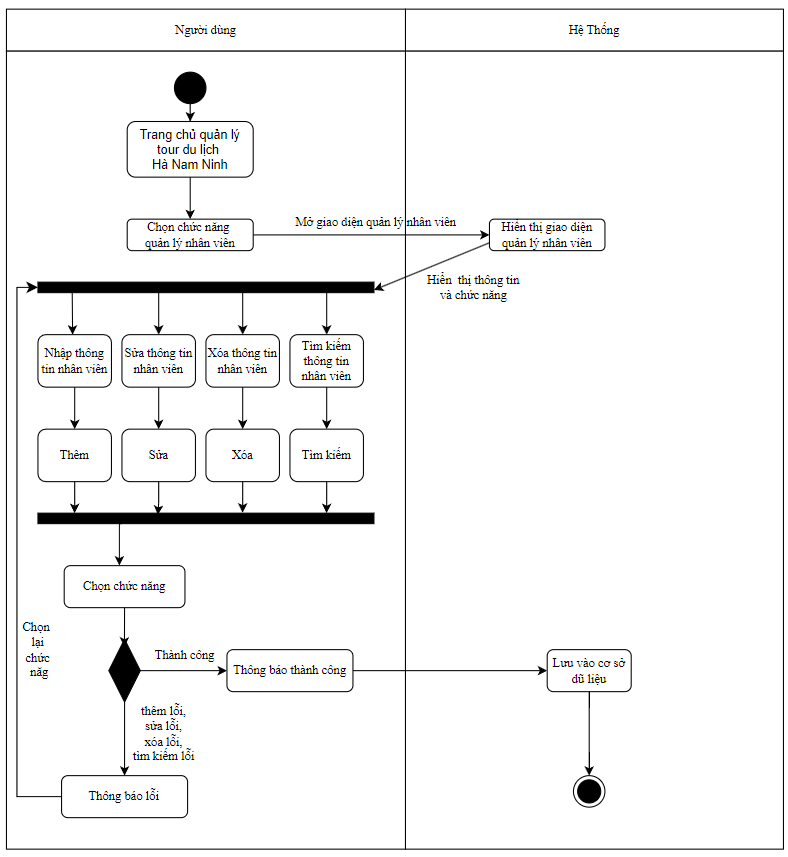 Người dùng
Hệ Thống
Trang chủ quản lý
tour du lịch
Hà Nam Ninh
Chọn chức năng
quản lý nhân viên
Mở giao diện quản lý nhân viên
Hiển thị giao diện
quản lý nhân viên
Hiển thị thông tin
và chức năng
Nhập thông
tin nhân viên
Sửa thông tin
nhân viên
Xóa thông tin
nhân viên
Tìm kiếm
thông tin
nhân viên
Thêm
Sửa
Xóa
Tìm kiếm
Chọn chức năng
Chọn
lại
chức
năg
Thành công
Thông báo thành công
Lưu vào cơ sở
dũ liệu
thêm lỗi,
sửa lỗi,
xóa lỗi,
tìm kiếm lỗi
Thông báo lỗi